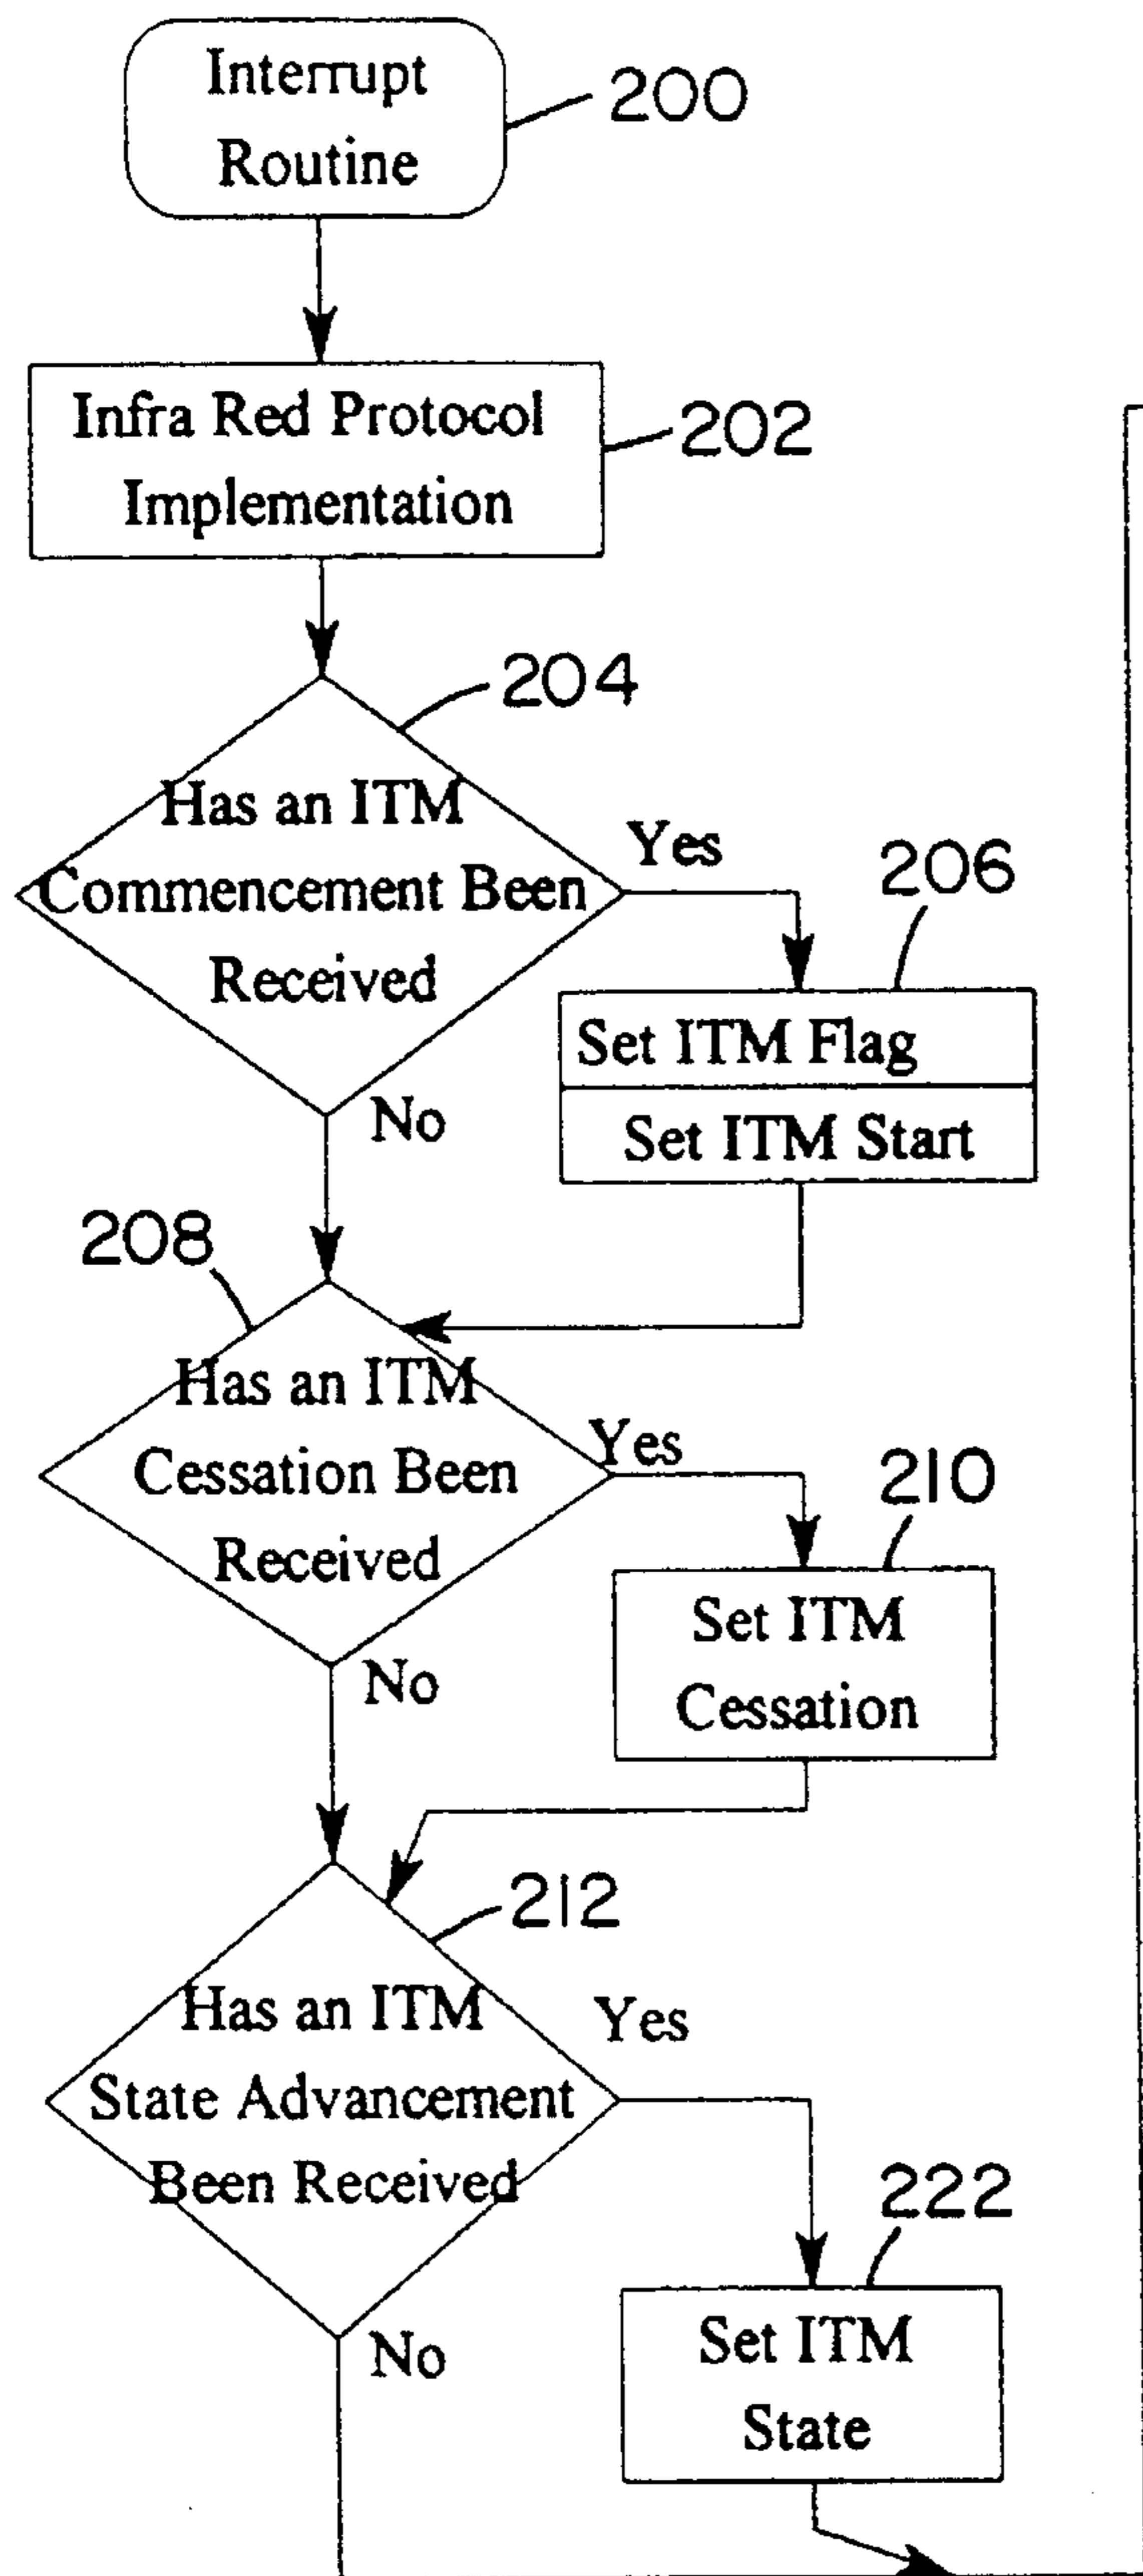 Interrupt
Routine
200
Infra Red Protocol
Implementation
202
204
Has an ITM
Commencement Been
Received
Yes
No
206
Set ITM Flag
Set ITM Start
208
Has an ITM
Cessation Been
Received
Yes
No
210
Set ITM
Cessation
212
Has an ITM
State Advancement
Been Received
Yes
No
222
Set ITM
State